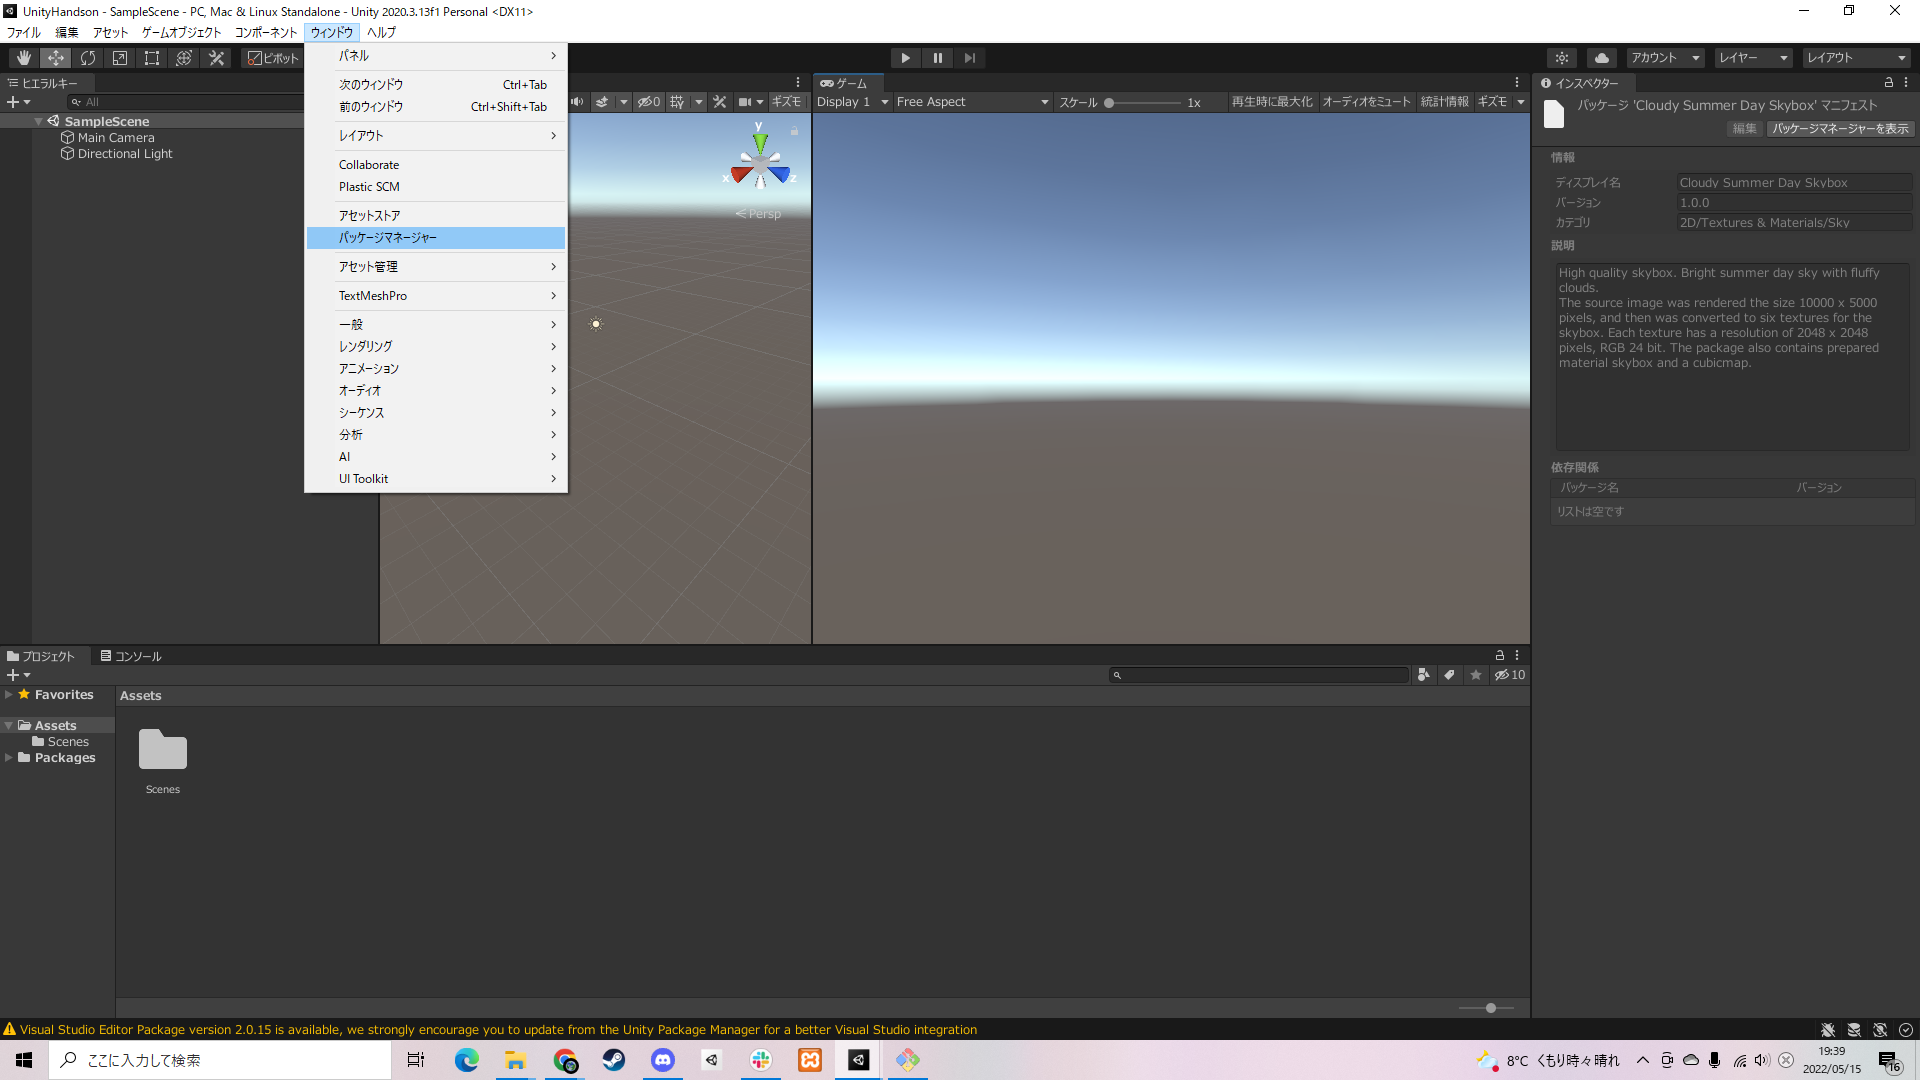 UnityHandson - SampleScene - PC, Mac & Linux Standalone - Unity 2020.3.13f1 Personal <DX11>
ファイル 編集 アセット ゲームオブジェクト コンポーネント ウィンドウ ヘルプ
ピボット
アカウント レイヤー レイアウト
パネル
次のウィンドウ Ctrl+Tab
前のウィンドウ Ctrl+Shift+Tab
レイアウト
Collaborate
Plastic SCM
アセットストア
パッケージマネージャー
アセット管理
TextMeshPro
一般
レンダリング
アニメーション
オーディオ
シーケンス
分析
AI
UI Toolkit
ヒエラルキー
All
SampleScene
Main Camera
Directional Light
0 ギズモ
y
x z
Persp
ゲーム
Display 1 Free Aspect スケール 1x 再生時に最大化 オーディオをミュート 統計情報 ギズモ
インスペクター
パッケージ 'Cloudy Summer Day Skybox' マニフェスト
編集 パッケージマネージャーを表示
情報
ディスプレイ名 Cloudy Summer Day Skybox
バージョン 1.0.0
カテゴリ 2D/Textures & Materials/Sky
説明
High quality skybox. Bright summer day sky with fluffy
clouds.
The source image was rendered the size 10000 x 5000
pixels, and then was converted to six textures for the
skybox. Each texture has a resolution of 2048 x 2048
pixels, RGB 24 bit. The package also contains prepared
material skybox and a cubicmap.
依存関係
パッケージ名 バージョン
リストは空です
プロジェクト コンソール
10
Favorites
Assets
Scenes
Packages
Assets
Scenes
Visual Studio Editor Package version 2.0.15 is available, we strongly encourage you to update from the Unity Package Manager for a better Visual Studio integration
ここに入力して検索
8°C くもり時々晴れ
19:39
2022/05/15
16